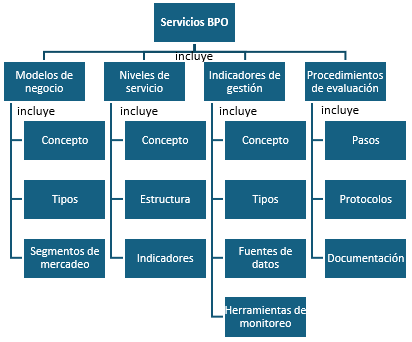 Servicios BPO
incluye
Modelos de
negocio
Niveles de
servicio
Indicadores de
gestión
Procedimientos
de evaluación
incluye
incluye
incluye
incluye
Concepto
Concepto
Concepto
Pasos
Tipos
Estructura
Tipos
Protocolos
Segmentos de
mercadeo
Indicadores
Fuentes de
datos
Documentación
Herramientas de
monitoreo